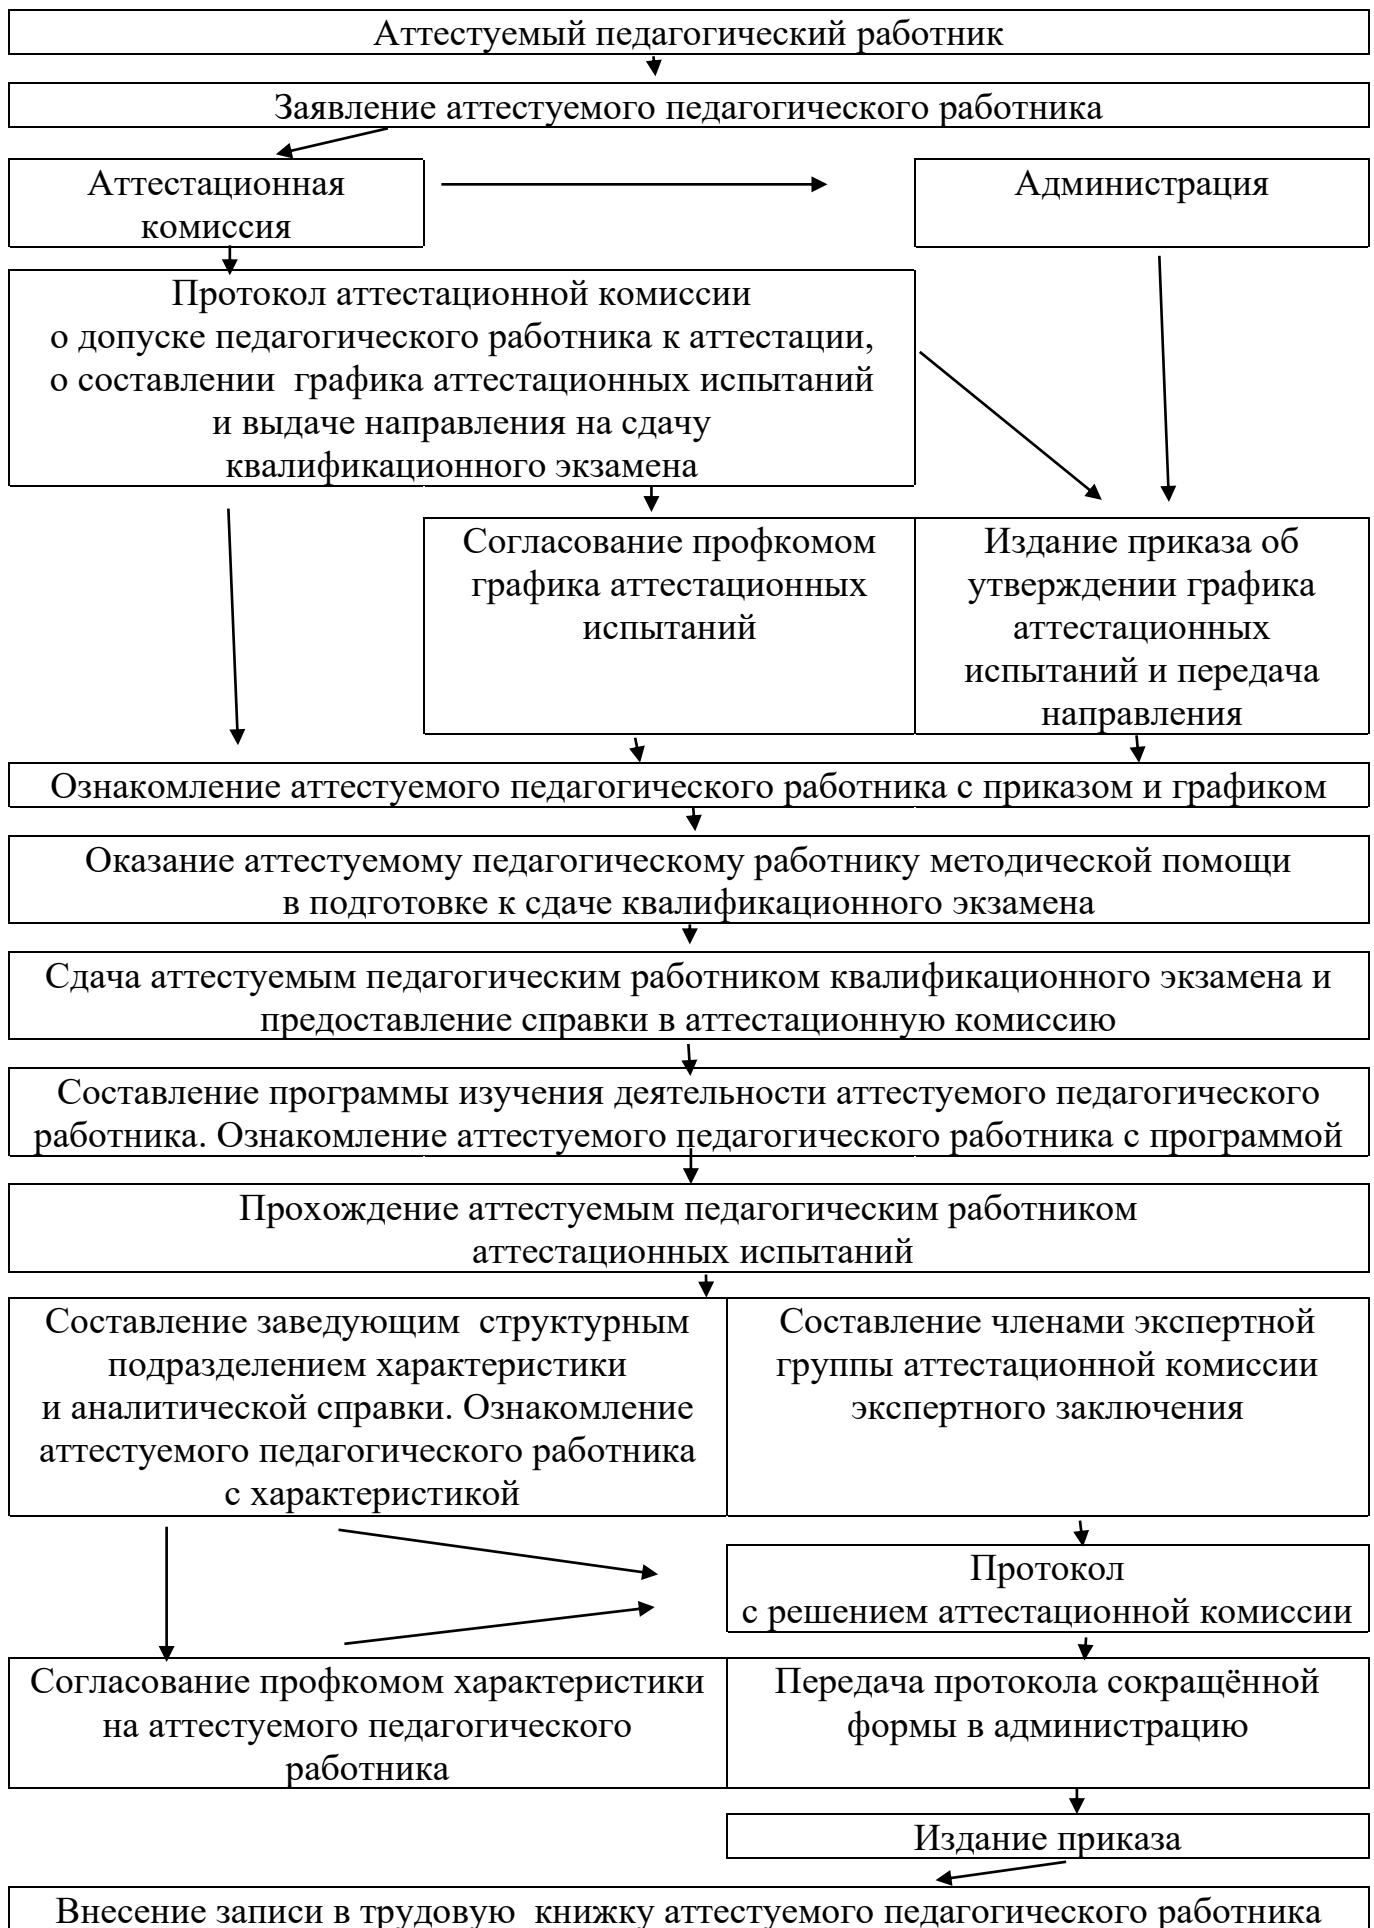 Аттестуемый педагогический работник
Заявление аттестуемого педагогического работника
Аттестационная
комиссия
Администрация
Протокол аттестационной комиссии
о допуске педагогического работника к аттестации,
о составлении  графика аттестационных испытаний
и выдаче направления на сдачу
квалификационного экзамена
Согласование профкомом
графика аттестационных
испытаний
Издание приказа об
утверждении графика
аттестационных
испытаний и передача
направления
Ознакомление аттестуемого педагогического работника с приказом и графиком
Оказание аттестуемому педагогическому работнику методической помощи
в подготовке к сдаче квалификационного экзамена
Сдача аттестуемым педагогическим работником квалификационного экзамена и
предоставление справки в аттестационную комиссию
Составление программы изучения деятельности аттестуемого педагогического
работника. Ознакомление аттестуемого педагогического работника с программой
Прохождение аттестуемым педагогическим работником
аттестационных испытаний
Составление заведующим  структурным
подразделением характеристики
и аналитической справки. Ознакомление
аттестуемого педагогического работника
с характеристикой
Составление членами экспертной
группы аттестационной комиссии
экспертного заключения
Протокол
с решением аттестационной комиссии
Согласование профкомом характеристики
на аттестуемого педагогического
работника
Передача протокола сокращённой
формы в администрацию
Издание приказа
Внесение записи в трудовую  книжку аттестуемого педагогического работника